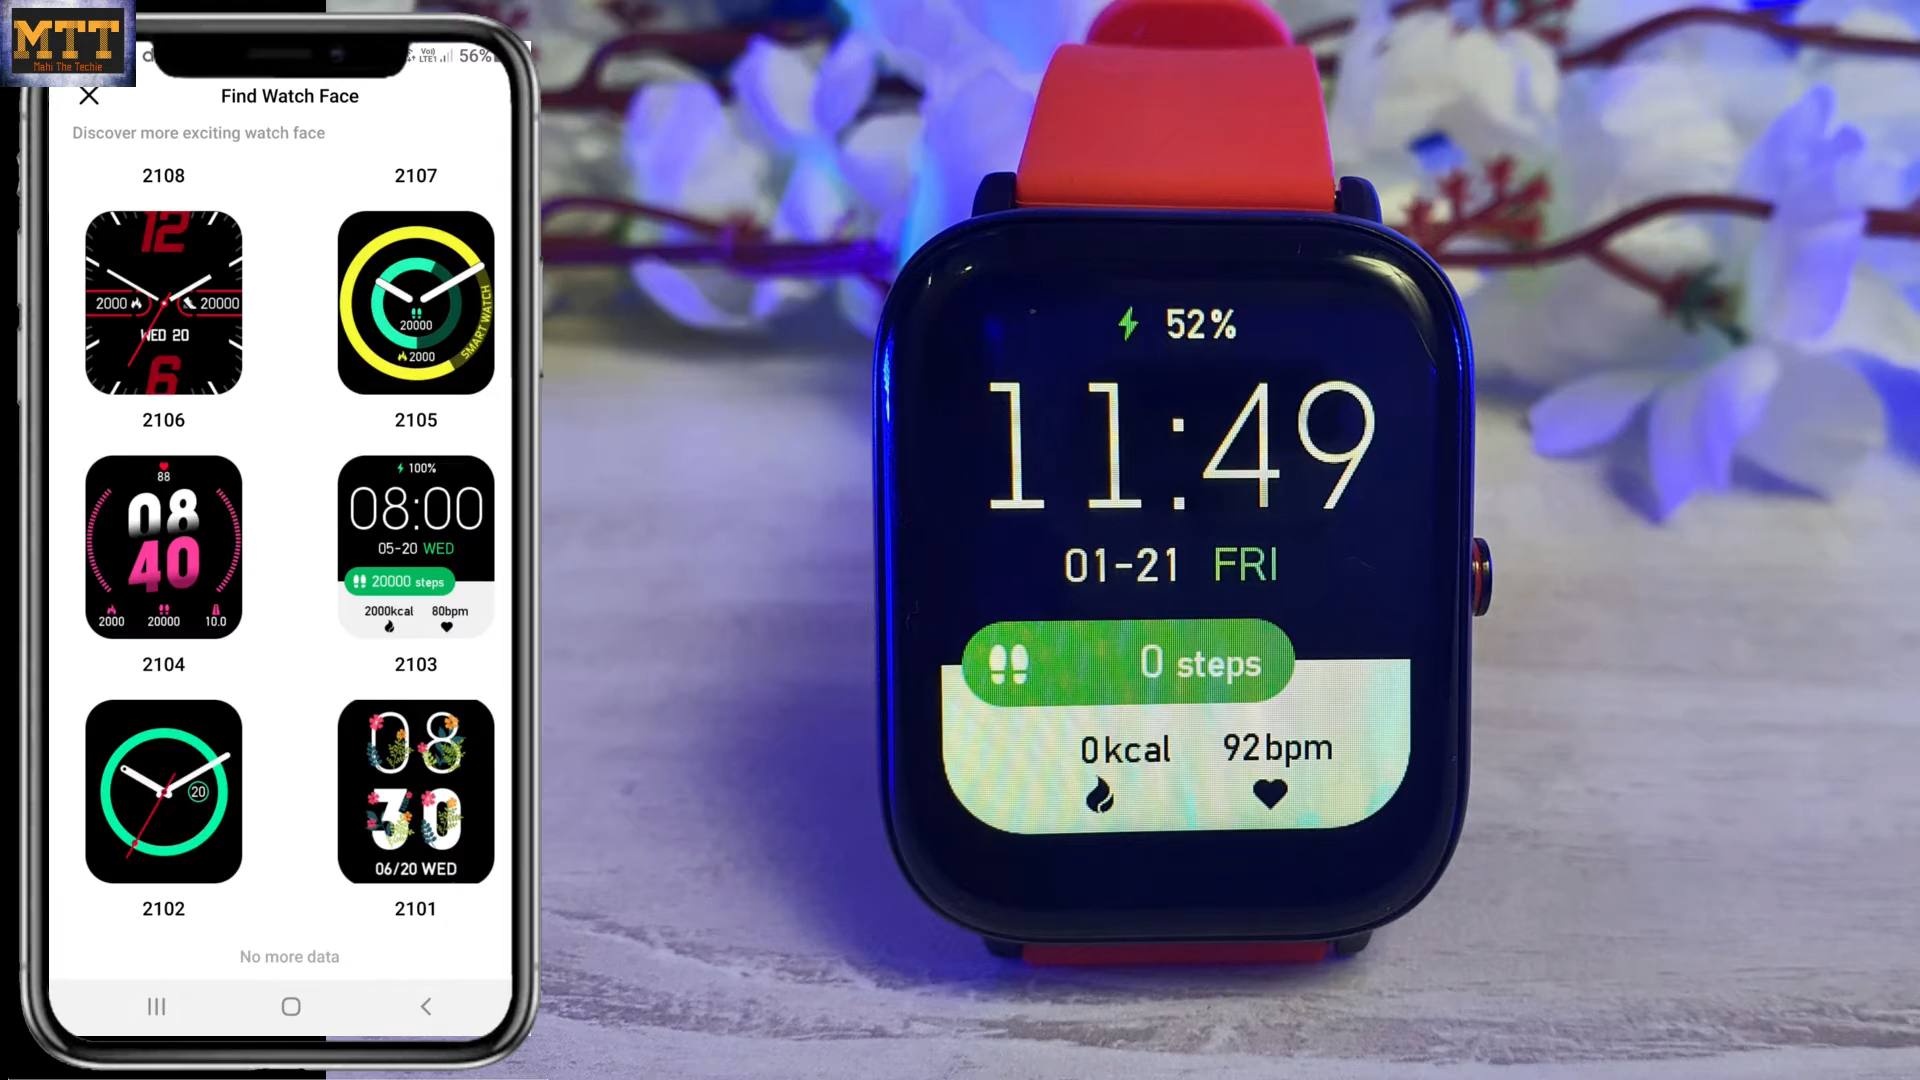 MTT
Mahi The Techie
Vo)
LTE1
56%
Find Watch Face
Discover more exciting watch face
2108
2107
12
2000
20000
WED 20
6
2106
20000
2000
SMART WATCH
2105
88
08
40
2000
20000
10.0
2104
100%
08:00
05-20 WED
20000 steps
2000kcal
80bpm
2103
20
2102
08
30
06/20 WED
2101
No more data
52%
11:49
01-21 FRI
0 steps
0kcal
92bpm